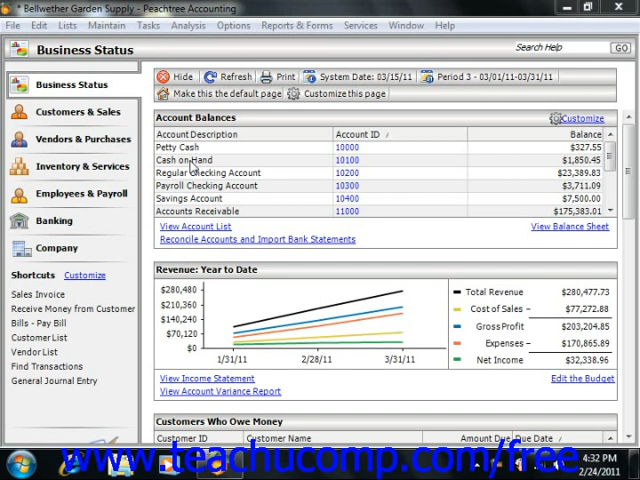 * Bellwether Garden Supply - Peachtree Accounting
File Edit Lists Maintain Tasks Analysis Options Reports & Forms Services Window Help
Business Status
Search Help GO
Business Status
Customers & Sales
Vendors & Purchases
Inventory & Services
Employees & Payroll
Banking
Company
Shortcuts Customize
Sales Invoice
Receive Money from Customer
Bills - Pay Bill
Customer List
Vendor List
Find Transactions
General Journal Entry
Hide Refresh Print System Date: 03/15/11 Period 3 - 03/01/11-03/31/11
Make this the default page Customize this page
Account Balances Customize
Account Description Account ID Balance
Petty Cash 10000 $327.55
Cash on Hand 10100 $1,850.45
Regular Checking Account 10200 $23,389.83
Payroll Checking Account 10300 $3,711.09
Savings Account 10400 $7,500.00
Accounts Receivable 11000 $175,383.01
View Account List View Balance Sheet
Reconcile Accounts and Import Bank Statements
Revenue: Year to Date
$280,480
$210,360
$140,240
$70,120
$0
1/31/11 2/28/11 3/31/11
Total Revenue $280,477.73
Cost of Sales $77,272.88
Gross Profit $203,204.85
Expenses $170,865.89
Net Income $32,338.96
View Income Statement Edit the Budget
View Account Variance Report
Customers Who Owe Money
Customer ID Customer Name Amount Due Due Date
www.teachucomp.com/free
4:32 PM
2/24/2011